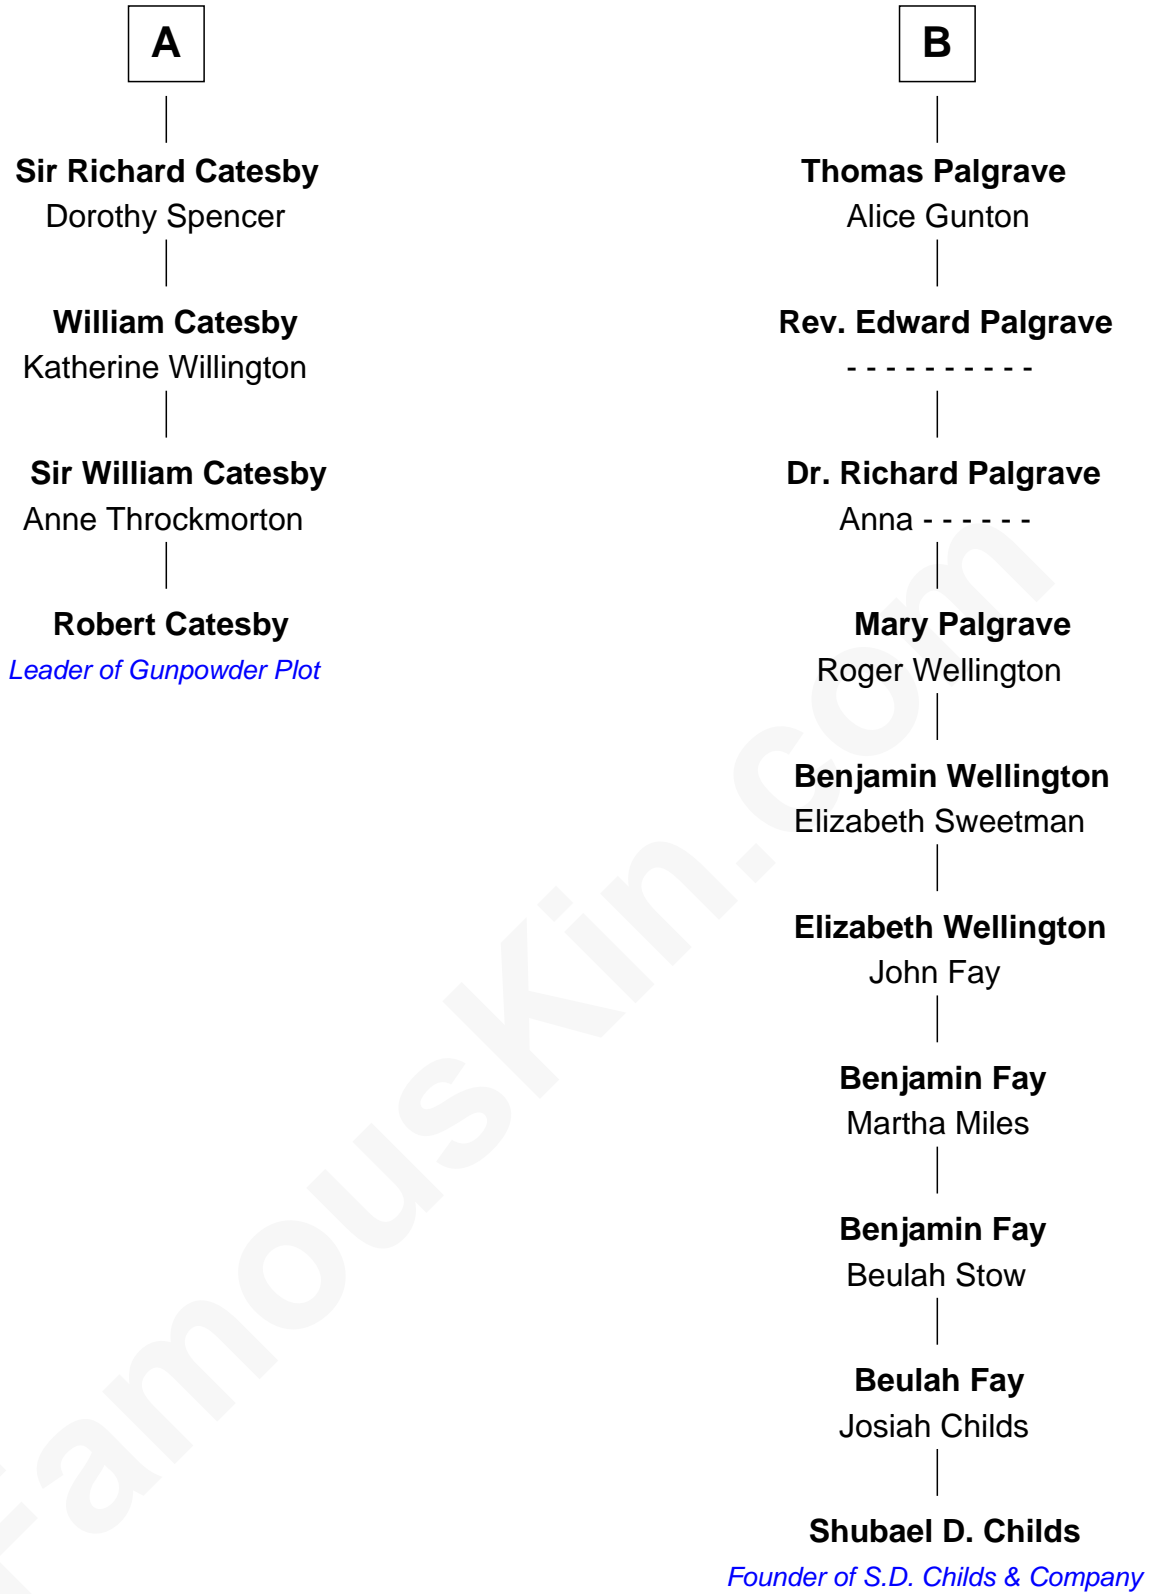 A
Sir Richard Catesby
Dorothy Spencer
William Catesby
Katherine Willington
Sir William Catesby
Anne Throckmorton
Robert Catesby
Leader of Gunpowder Plot
B
Thomas Palgrave
Alice Gunton
Rev. Edward Palgrave
- - - - - - - - - -
Dr. Richard Palgrave
Anna - - - - - -
Mary Palgrave
Roger Wellington
Benjamin Wellington
Elizabeth Sweetman
Elizabeth Wellington
John Fay
Benjamin Fay
Martha Miles
Benjamin Fay
Beulah Stow
Beulah Fay
Josiah Childs
Shubael D. Childs
Founder of S.D. Childs & Company
FamousKin.com